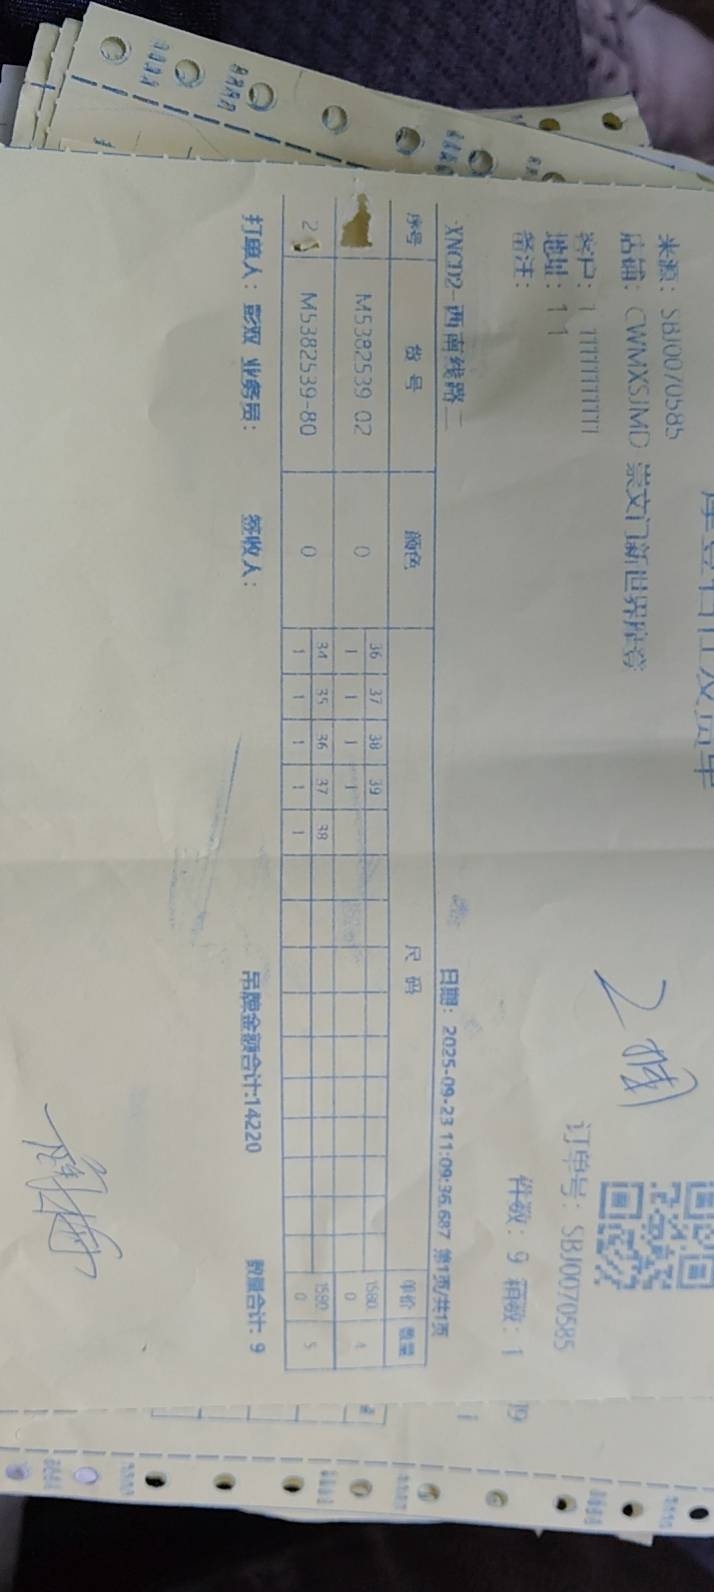 来源：SBJ0070585
店铺：CWMXSJMD 崇文门新世界摩登
订单号：SBJ0070585
客户：1 11111111111
地址：1 1
件数：9 箱数：1
备注：
XNCD2-西南线路二 日期：2025-09-23 11:09:36.687 第1页/共1页
序号 货号 颜色 尺码 单价 数量
M5382539 02 0 36 37 38 39 1580.0 4
1 1 1 1
2 M5382539-80 0 34 35 36 37 38 1580.0 5
1 1 1 1 1
打单人：彭双 业务员： 签收人： 吊牌金额合计:14220 数量合计: 9